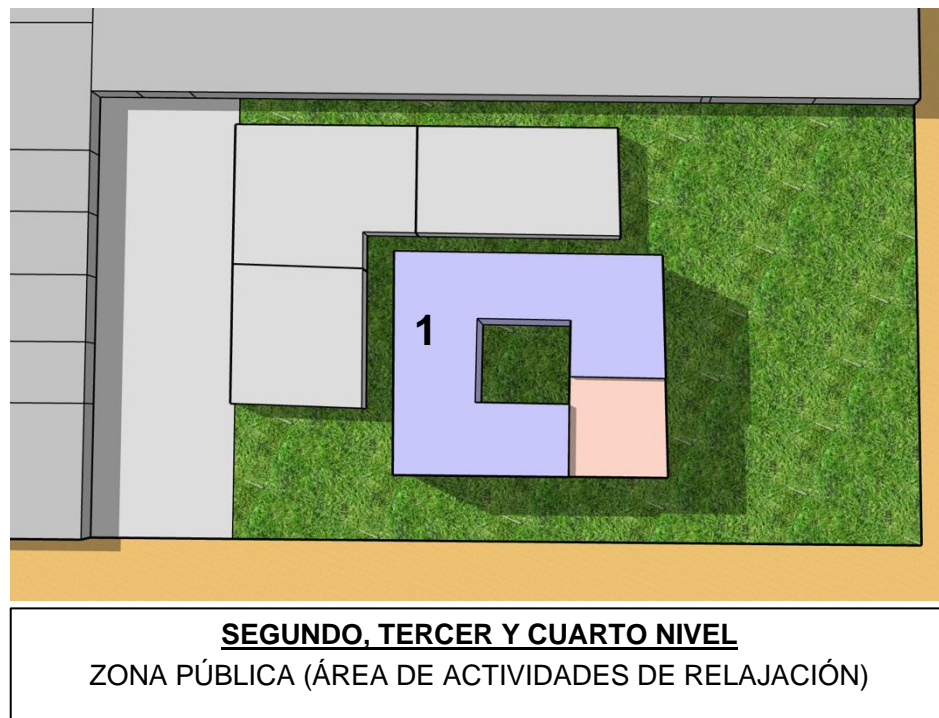 1
SEGUNDO, TERCER Y CUARTO NIVEL
ZONA PÚBLICA (ÁREA DE ACTIVIDADES DE RELAJACIÓN)